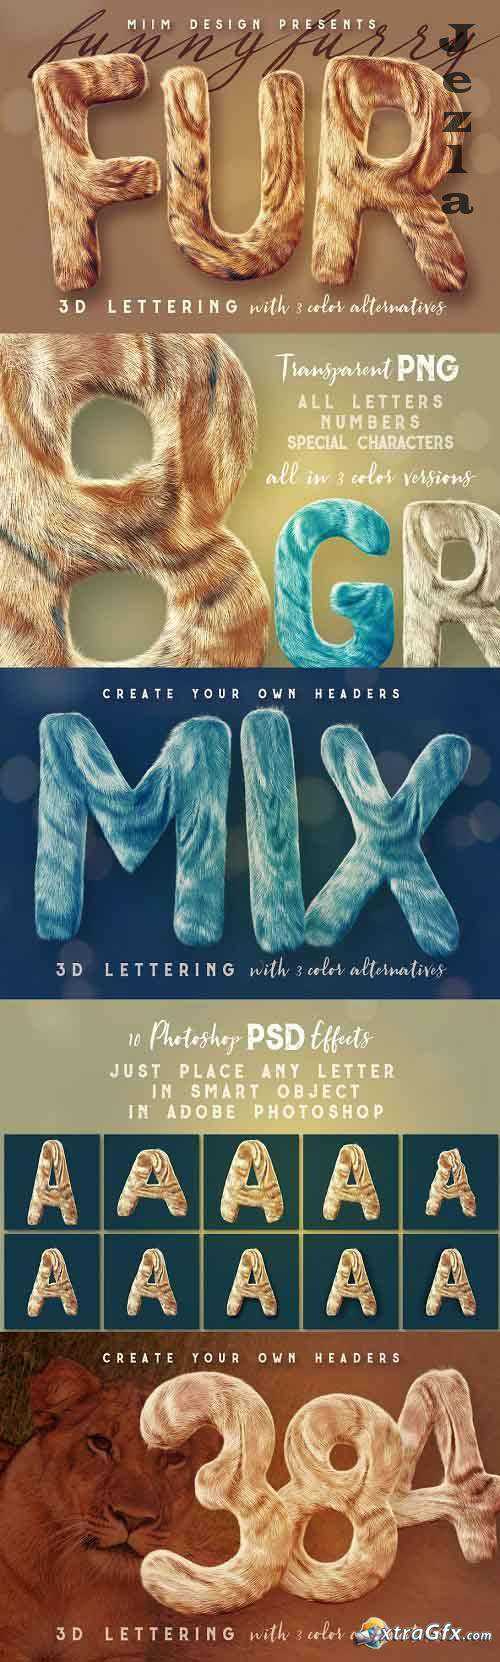 MIIM DESIGN PRESENTS
funny furry
FUR
Jezla
3D LETTERING with 3 color alternatives
Transparent PNG
ALL LETTERS
NUMBERS
SPECIAL CHARACTERS
all in 3 color versions
8
GR
CREATE YOUR OWN HEADERS
MIX
3D LETTERING with 3 color alternatives
10 Photoshop PSD Effects
JUST PLACE ANY LETTER
IN SMART OBJECT
IN ADOBE PHOTOSHOP
A A A A A
A A A A A
CREATE YOUR OWN HEADERS
384
3D LETTERING with 3 color
xtraGfx.com